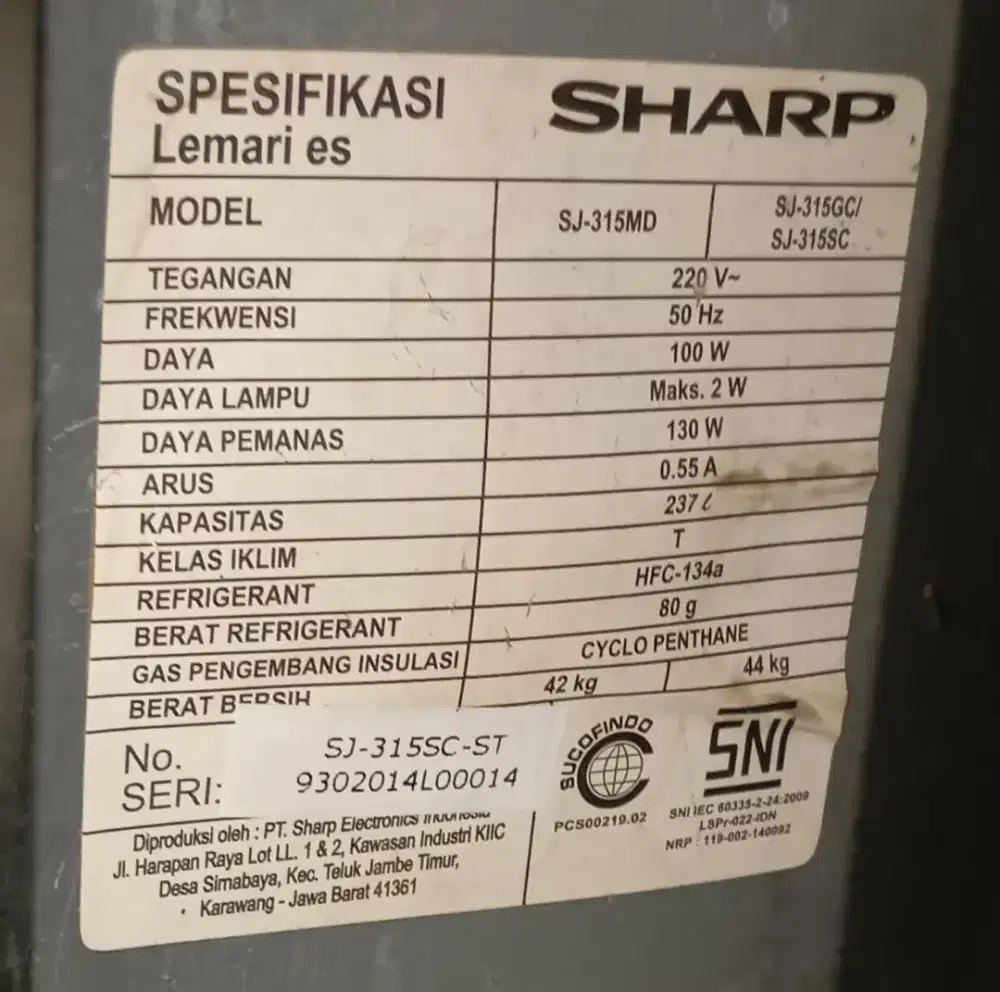 SPESIFIKASI
Lemari es
SHARP
MODEL SJ-315MD SJ-315GC/
SJ-315SC
TEGANGAN 220 V~
FREKWENSI 50 Hz
DAYA 100 W
DAYA LAMPU Maks. 2 W
DAYA PEMANAS 130 W
ARUS 0.55 A
KAPASITAS 237 ℓ
KELAS IKLIM T
REFRIGERANT HFC-134a
BERAT REFRIGERANT 80 g
GAS PENGEMBANG INSULASI CYCLO PENTHANE
BERAT BERSIH 42 kg 44 kg
No.
SERI:
SJ-315SC-ST
9302014L00014
Diproduksi oleh : PT. Sharp Electronics Indonesia
Jl. Harapan Raya Lot LL. 1 & 2, Kawasan Industri KIIC
Desa Sirnabaya, Kec. Teluk Jambe Timur,
Karawang - Jawa Barat 41361
SUCOFINDO
PCS00219.02
SNI
SNI IEC 60335-2-24:2009
LSPr-022-IDN
NRP : 119-002-140092